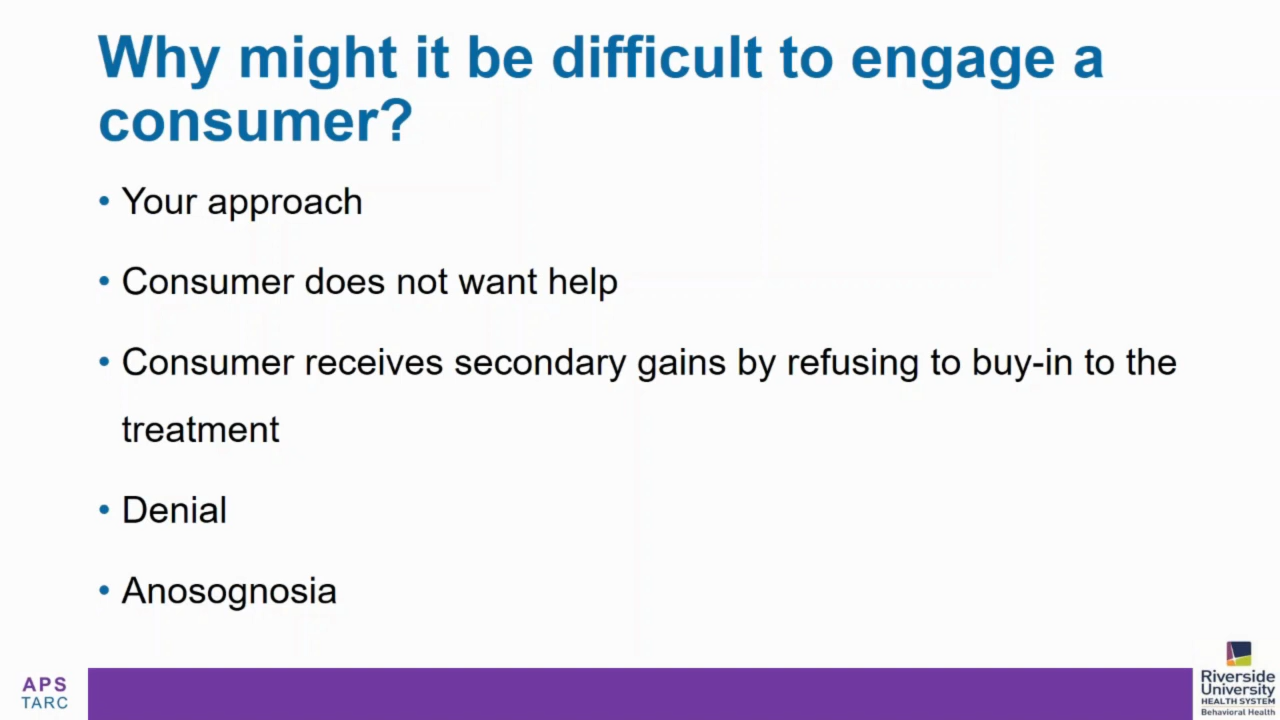 Why might it be difficult to engage a
consumer?
• Your approach
• Consumer does not want help
• Consumer receives secondary gains by refusing to buy-in to the
treatment
• Denial
• Anosognosia
APS
TARC
Riverside
University
HEALTH SYSTEM
Behavioral Health